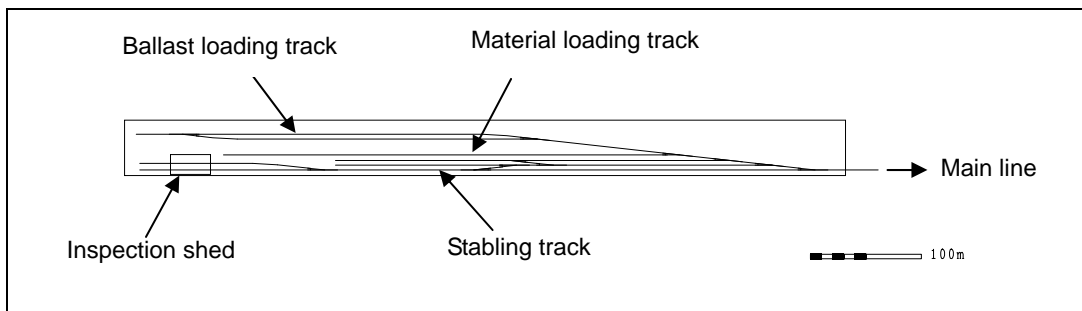 Ballast loading track
Material loading track
Main line
Inspection shed
Stabling track
100m